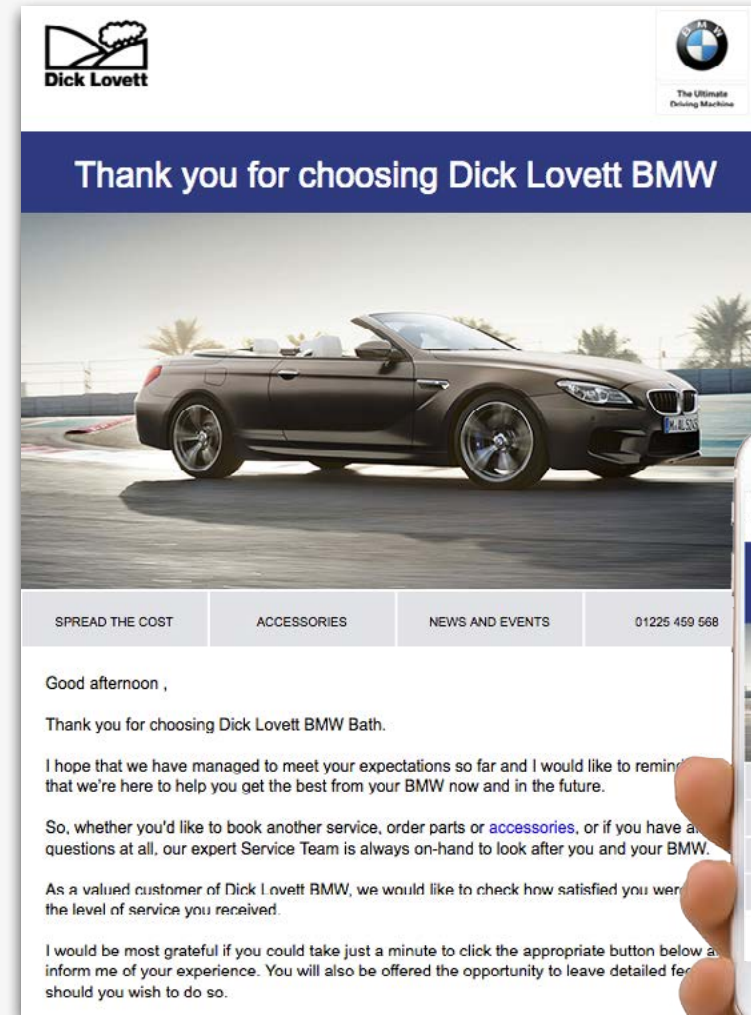 Dick Lovett
BMW
The Ultimate
Driving Machine
Thank you for choosing Dick Lovett BMW
SPREAD THE COST
ACCESSORIES
NEWS AND EVENTS
01225 459 568
Good afternoon ,
Thank you for choosing Dick Lovett BMW Bath.
I hope that we have managed to meet your expectations so far and I would like to remind
that we're here to help you get the best from your BMW now and in the future.
So, whether you'd like to book another service, order parts or accessories, or if you have
questions at all, our expert Service Team is always on-hand to look after you and your BMW.
As a valued customer of Dick Lovett BMW, we would like to check how satisfied you were
the level of service you received.
I would be most grateful if you could take just a minute to click the appropriate button below
inform me of your experience. You will also be offered the opportunity to leave detailed
should you wish to do so.